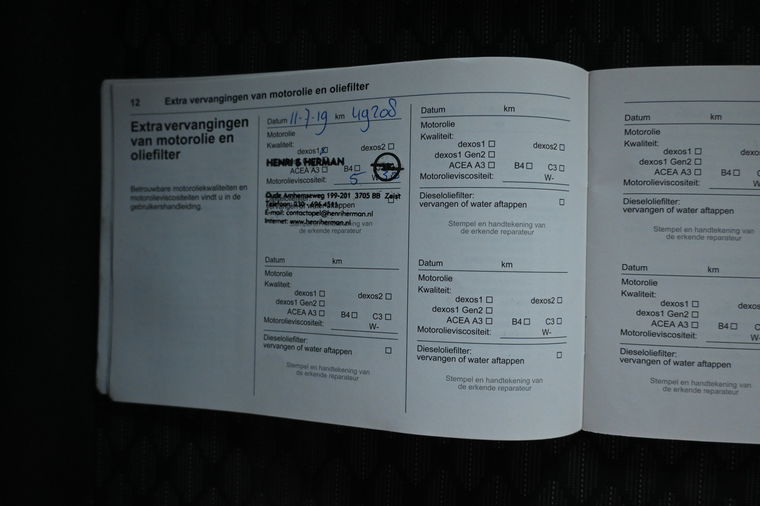 12 Extra vervangingen van motorolie en oliefilter
Extra vervangingen
van motorolie en
oliefilter
Betrouwbare motoroliekwaliteiten en
motorolieviscositeiten vindt u in de
gebruikershandleiding.
Datum 11-7-19 km 49208
Motorolie
Kwaliteit:
dexos1 dexos2
HENRI & HERMAN
ACEA A3 B4
Motorolieviscositeit: 5 W-
Oude Arnhemseweg 199-201 3705 BB Zeist
Telefoon: 030 -
vervangen of water aftappen
E-mail: contactopel@henriherman.nl
Internet: www.henriherman.nl
de erkende reparateur
Datum km
Motorolie
Kwaliteit:
dexos1 dexos2
dexos1 Gen2
ACEA A3 B4 C3
Motorolieviscositeit: W-
Dieseloliefilter:
vervangen of water aftappen
Stempel en handtekening van
de erkende reparateur
Datum km
Motorolie
Kwaliteit:
dexos1 dexos2
dexos1 Gen2
ACEA A3 B4 C3
Motorolieviscositeit: W-
Dieseloliefilter:
vervangen of water aftappen
Stempel en handtekening van
de erkende reparateur
Datum km
Motorolie
Kwaliteit:
dexos1 dexos2
dexos1 Gen2
ACEA A3 B4 C3
Motorolieviscositeit: W-
Dieseloliefilter:
vervangen of water aftappen
Stempel en handtekening van
de erkende reparateur
Datum km
Motorolie
Kwaliteit:
dexos1
dexos1 Gen2
ACEA A3 B4
Motorolieviscositeit:
Dieseloliefilter:
vervangen of water aftappen
Stempel en handtekening van
de erkende reparateur
Datum km
Motorolie
Kwaliteit:
dexos1
dexos1 Gen2
ACEA A3 B4
Motorolieviscositeit:
Dieseloliefilter:
vervangen of water aftappen
Stempel en handtekening van
de erkende reparateur